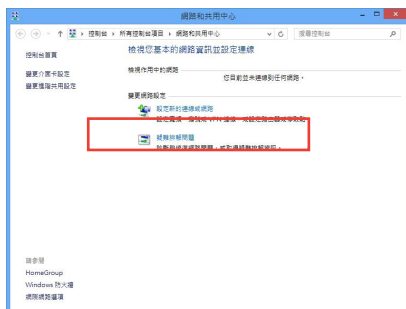 網路和共用中心
控制台 ▸ 所有控制台項目 ▸ 網路和共用中心
搜尋控制台
控制台首頁
檢視您基本的網路資訊並設定連線
變更介面卡設定
變更進階共用設定
檢視作用中的網路
您目前並未連線到任何網路。
變更網路設定
設定新的連線或網路
疑難排解問題
請參閱
HomeGroup
Windows 防火牆
網際網路選項